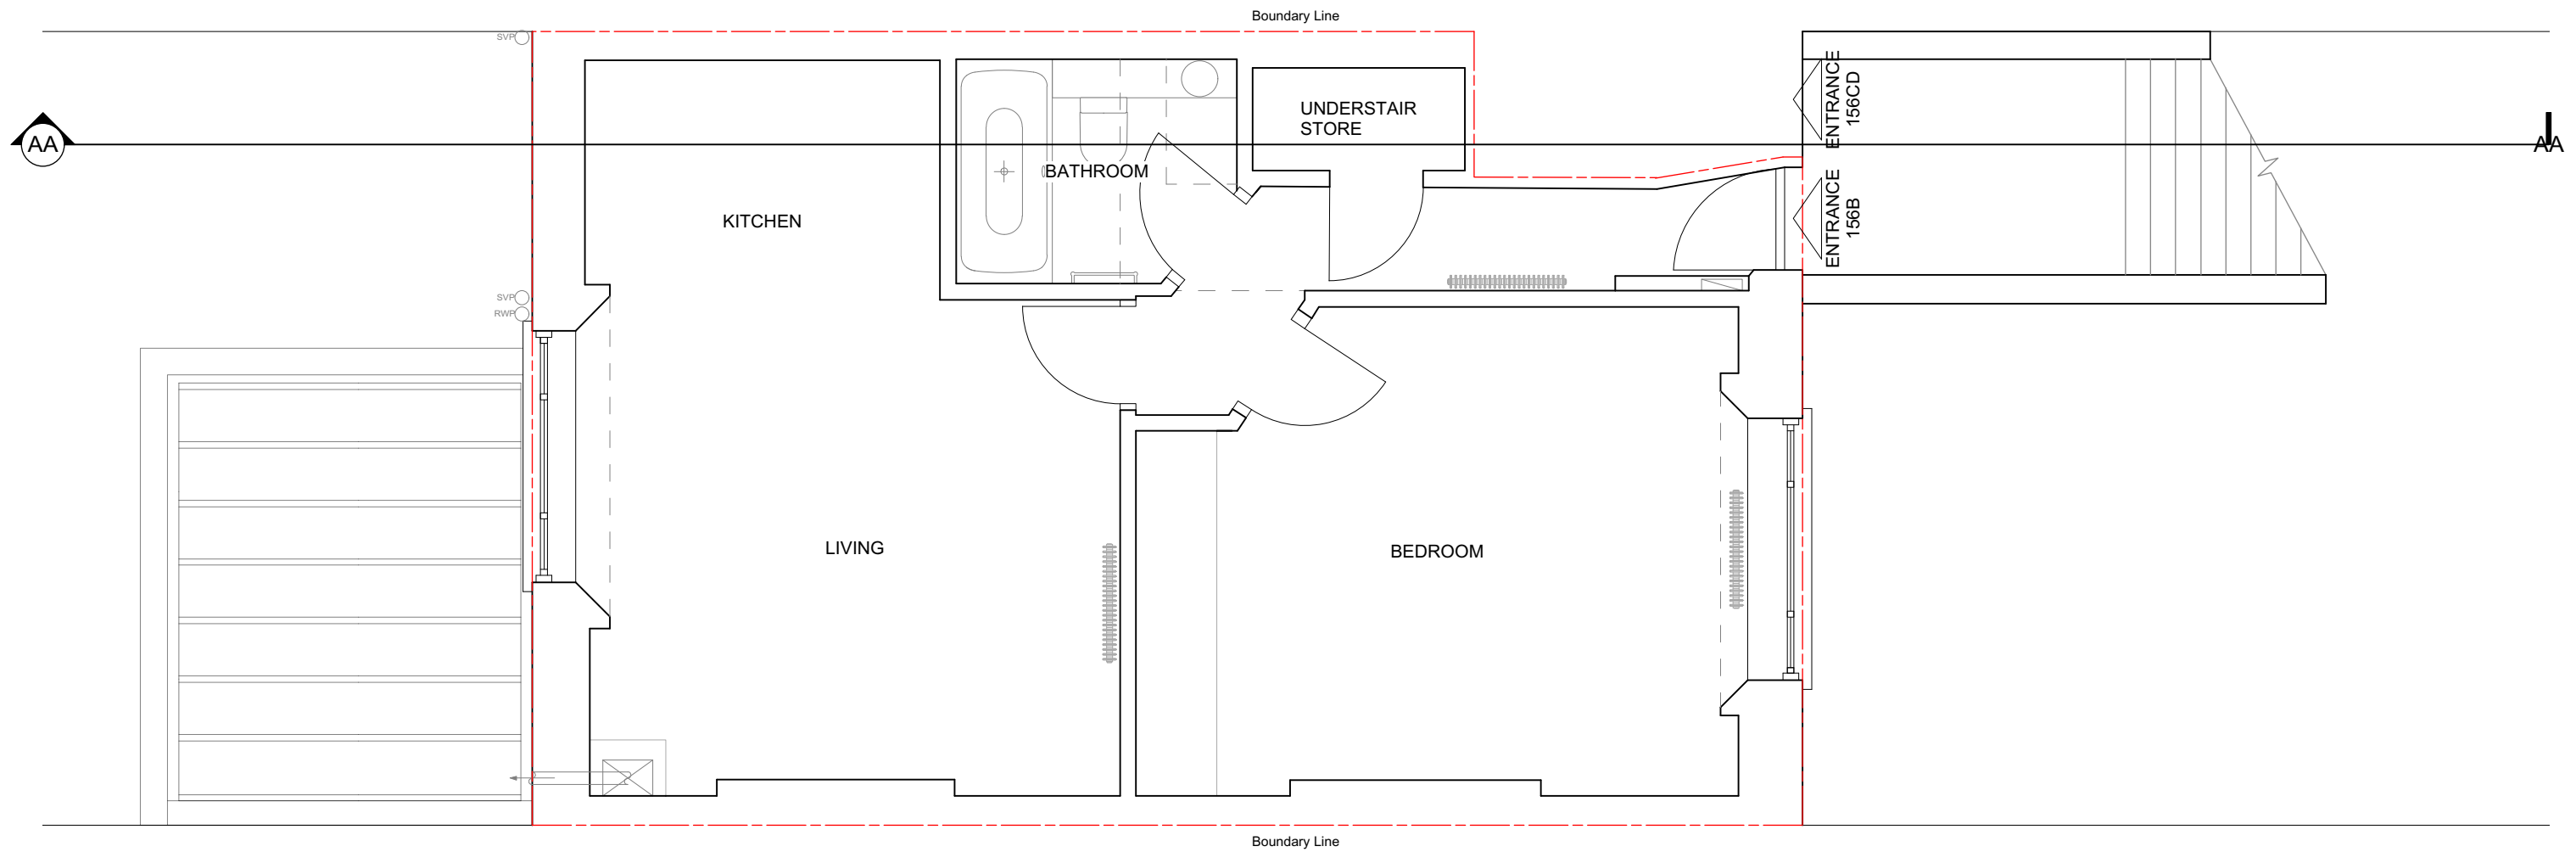 Boundary Line
SVP
ENTRANCE
156CD
UNDERSTAIR
STORE
AA
AA
BATHROOM
ENTRANCE
156B
KITCHEN
SVP
RWP
LIVING
BEDROOM
Boundary Line